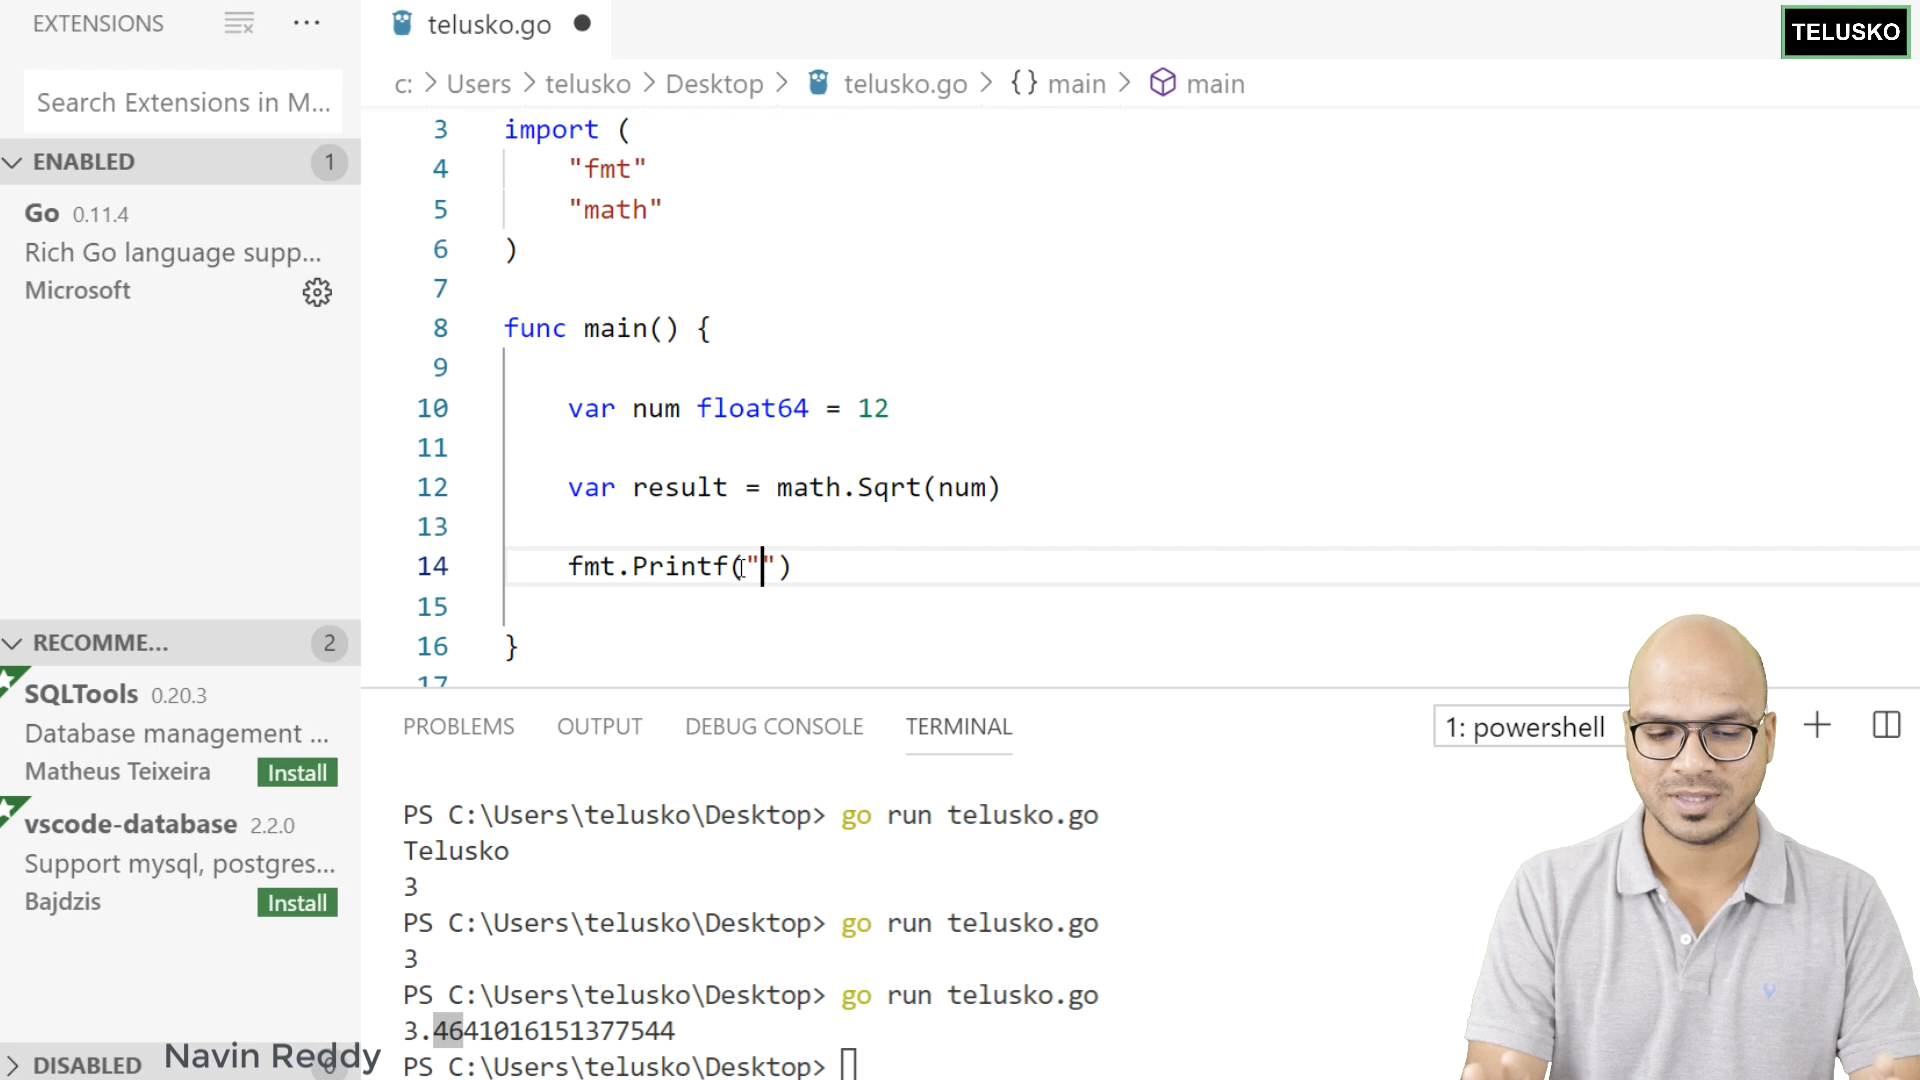 EXTENSIONS
Search Extensions in M...
ENABLED 1
Go 0.11.4
Rich Go language supp...
Microsoft
RECOMME... 2
SQLTools 0.20.3
Database management ...
Matheus Teixeira Install
vscode-database 2.2.0
Support mysql, postgres...
Bajdzis Install
DISABLED
Navin Reddy
telusko.go
TELUSKO
c: > Users > telusko > Desktop > telusko.go > {} main > main
3 import (
4 "fmt"
5 "math"
6 )
7
8 func main() {
9
10 var num float64 = 12
11
12 var result = math.Sqrt(num)
13
14 fmt.Printf("")
15
16 }
17
PROBLEMS OUTPUT DEBUG CONSOLE TERMINAL 1: powershell
PS C:\Users\telusko\Desktop> go run telusko.go
Telusko
3
PS C:\Users\telusko\Desktop> go run telusko.go
3
PS C:\Users\telusko\Desktop> go run telusko.go
3.4641016151377544
PS C:\Users\telusko\Desktop>